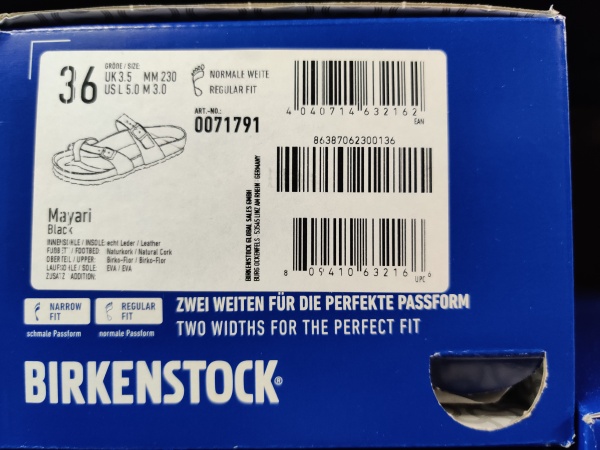 36
GRÖßE / SIZE
UK 3.5 MM 230
US L 5.0 M 3.0
NORMALE WEITE
REGULAR FIT
ART.-NO.:
0071791
4 040714 632162
EAN
86387062300136
8 09410 63216 6
UPC
BIRKENSTOCK GLOBAL SALES GMBH
BURG OCKENFELS 53545 LINZ AM RHEIN GERMANY
Mayari
Black
INNENSOHLE / INSOLE: echt Leder / Leather
FUßBETT / FOOTBED: Naturkork / Natural Cork
OBERTEIL / UPPER: Birko-Flor / Birko-Flor
LAUFSOHLE / SOLE: EVA / EVA
ZUSATZ ADDITION:
NARROW FIT
schmale Passform
REGULAR FIT
normale Passform
ZWEI WEITEN FÜR DIE PERFEKTE PASSFORM
TWO WIDTHS FOR THE PERFECT FIT
BIRKENSTOCK®